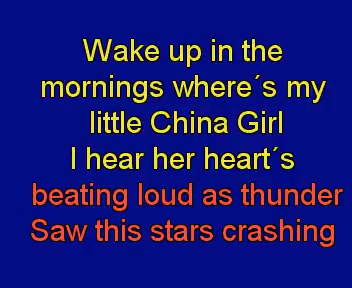 Wake up in the
mornings where´s my
little China Girl
I hear her heart´s
beating loud as thunder
Saw this stars crashing